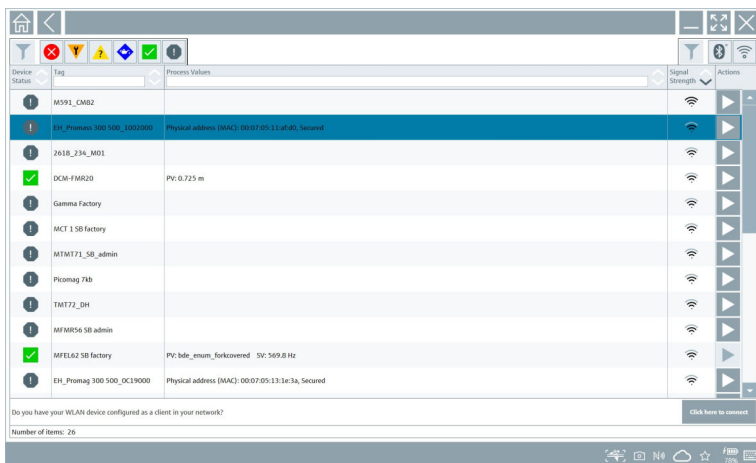 Device Status
Tag
Process Values
Signal Strength
Actions
M591_CM82
EH_Promass 300 500_1002000 Physical address (MAC): 00:07:05:11:af:d0, Secured
2618_234_M01
DCM-FMR20 PV: 0.725 m
Gamma Factory
MCT 1 SB factory
MTMT71_SB_admin
Picomag 7kb
TMT72_DH
MFMR56 SB admin
MFEL62 SB factory PV: bde_enum_forkcovered SV: 569.8 Hz
EH_Promag 300 500_0C19000 Physical address (MAC): 00:07:05:13:1e:3a, Secured
Do you have your WLAN device configured as a client in your network? Click here to connect
Number of items: 26
78%